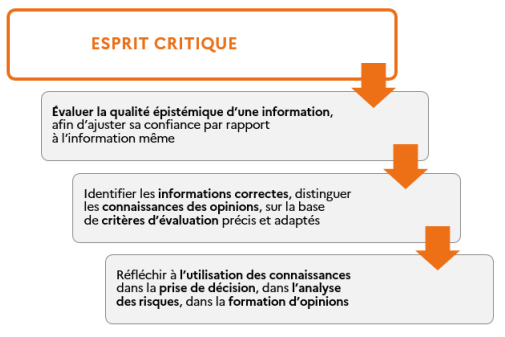 ESPRIT CRITIQUE
Évaluer la qualité épistémique d'une information,
afin d'ajuster sa confiance par rapport
à l'information même
Identifier les informations correctes, distinguer
les connaissances des opinions, sur la base
de critères d'évaluation précis et adaptés
Réfléchir à l'utilisation des connaissances
dans la prise de décision, dans l'analyse
des risques, dans la formation d'opinions